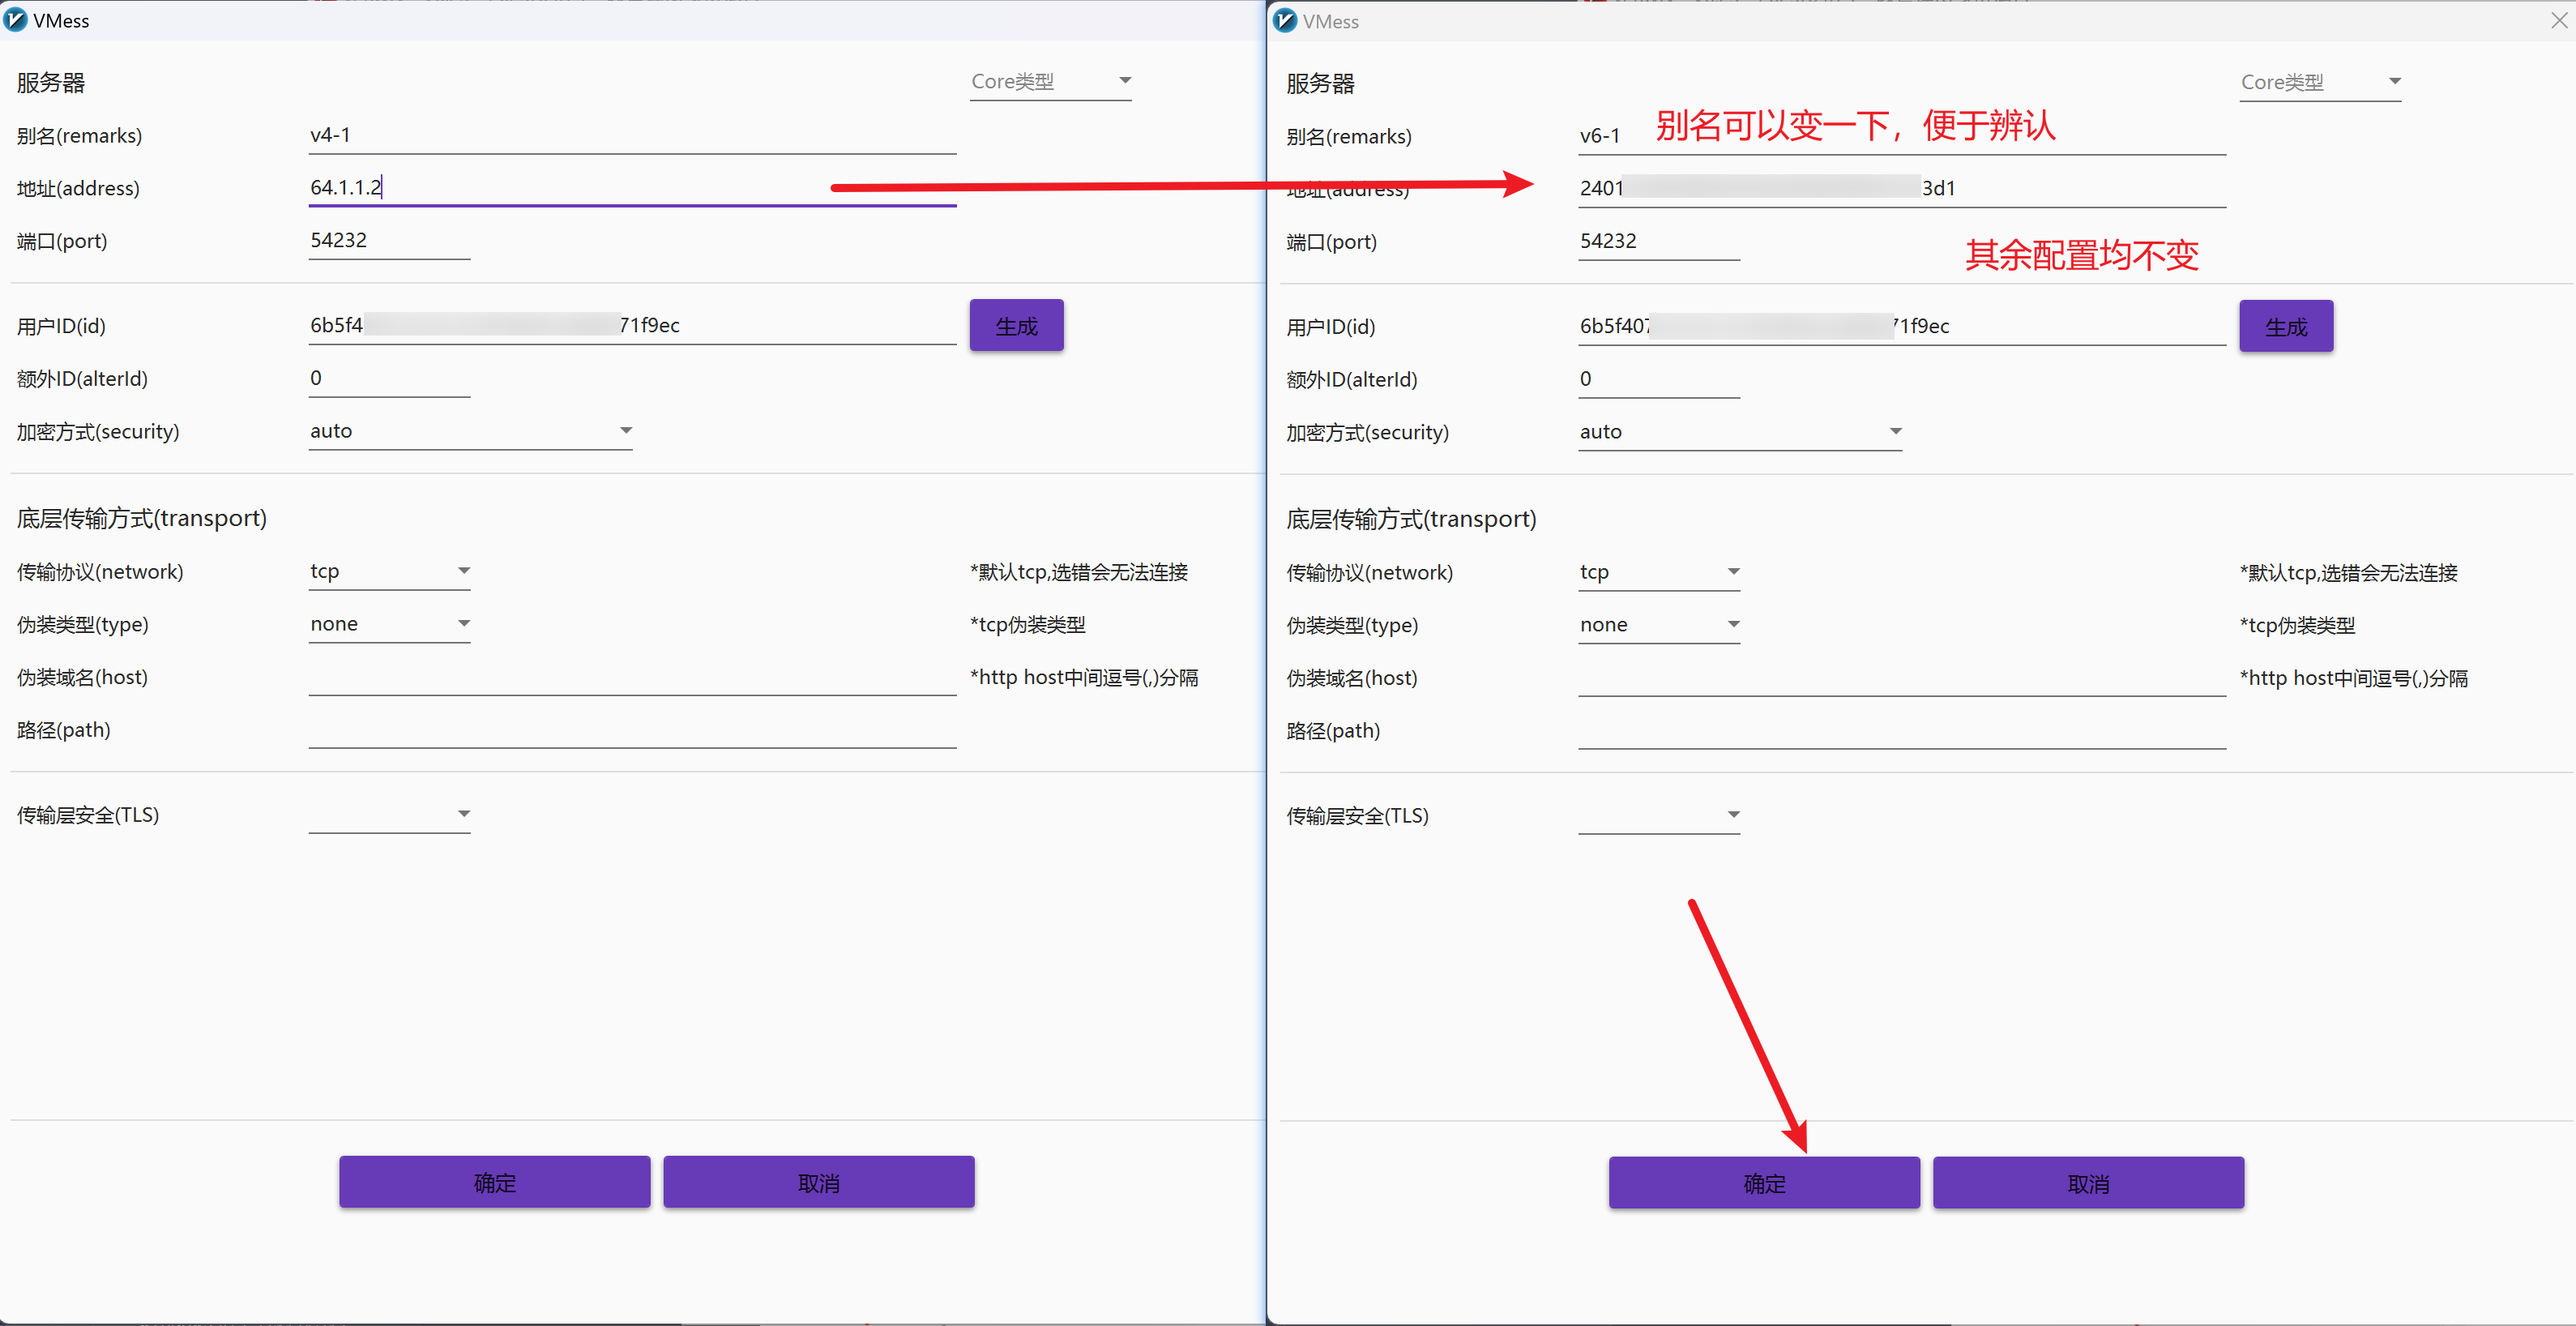 VMess
服务器
Core类型
别名(remarks)
v4-1
地址(address)
64.1.1.2
端口(port)
54232
用户ID(id)
6b5f4
71f9ec
生成
额外ID(alterId)
0
加密方式(security)
auto
底层传输方式(transport)
传输协议(network)
tcp
*默认tcp,选错会无法连接
伪装类型(type)
none
*tcp伪装类型
伪装域名(host)
*http host中间逗号(,)分隔
路径(path)
传输层安全(TLS)
确定
取消
VMess
服务器
Core类型
别名(remarks)
v6-1
别名可以变一下，便于辨认
地址(address)
2401
3d1
端口(port)
54232
其余配置均不变
用户ID(id)
6b5f407
71f9ec
生成
额外ID(alterId)
0
加密方式(security)
auto
底层传输方式(transport)
传输协议(network)
tcp
*默认tcp,选错会无法连接
伪装类型(type)
none
*tcp伪装类型
伪装域名(host)
*http host中间逗号(,)分隔
路径(path)
传输层安全(TLS)
确定
取消